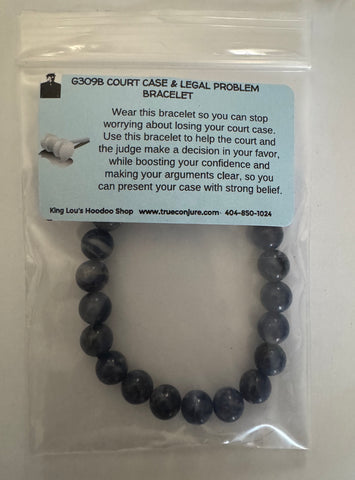 G309B COURT CASE & LEGAL PROBLEM
BRACELET
Wear this bracelet so you can stop
worrying about losing your court case.
Use this bracelet to help the court and
the judge make a decision in your favor,
while boosting your confidence and
making your arguments clear, so you
can present your case with strong belief.
King Lou's Hoodoo Shop www.trueconjure.com 404-850-1024